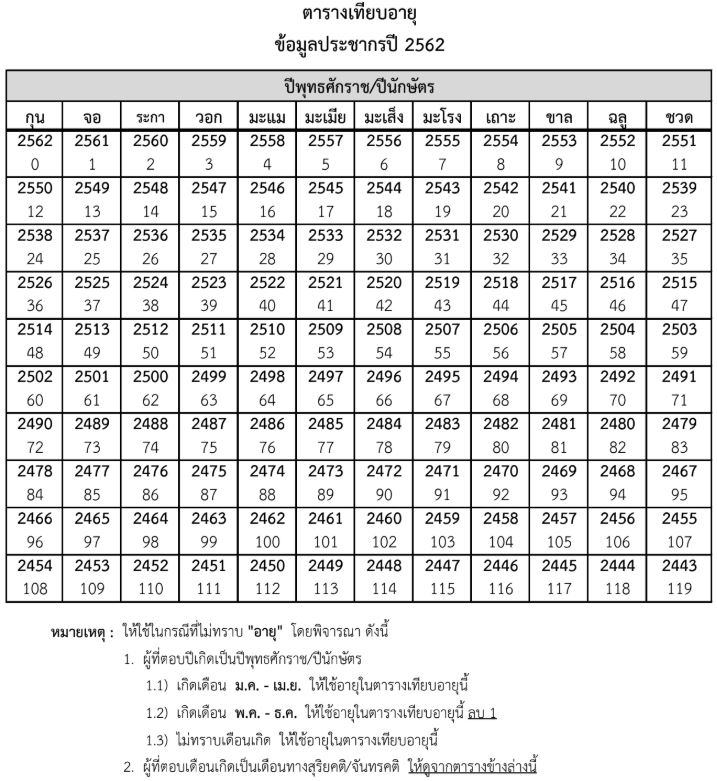 ตารางเทียบอายุ
ข้อมูลประชากรปี 2562
ปีพุทธศักราช/ปีนักษัตร
กุน จอ ระกา วอก มะแม มะเมีย มะเส็ง มะโรง เถาะ ขาล ฉลู ชวด
2562 2561 2560 2559 2558 2557 2556 2555 2554 2553 2552 2551
0 1 2 3 4 5 6 7 8 9 10 11
2550 2549 2548 2547 2546 2545 2544 2543 2542 2541 2540 2539
12 13 14 15 16 17 18 19 20 21 22 23
2538 2537 2536 2535 2534 2533 2532 2531 2530 2529 2528 2527
24 25 26 27 28 29 30 31 32 33 34 35
2526 2525 2524 2523 2522 2521 2520 2519 2518 2517 2516 2515
36 37 38 39 40 41 42 43 44 45 46 47
2514 2513 2512 2511 2510 2509 2508 2507 2506 2505 2504 2503
48 49 50 51 52 53 54 55 56 57 58 59
2502 2501 2500 2499 2498 2497 2496 2495 2494 2493 2492 2491
60 61 62 63 64 65 66 67 68 69 70 71
2490 2489 2488 2487 2486 2485 2484 2483 2482 2481 2480 2479
72 73 74 75 76 77 78 79 80 81 82 83
2478 2477 2476 2475 2474 2473 2472 2471 2470 2469 2468 2467
84 85 86 87 88 89 90 91 92 93 94 95
2466 2465 2464 2463 2462 2461 2460 2459 2458 2457 2456 2455
96 97 98 99 100 101 102 103 104 105 106 107
2454 2453 2452 2451 2450 2449 2448 2447 2446 2445 2444 2443
108 109 110 111 112 113 114 115 116 117 118 119
หมายเหตุ : ให้ใช้ในกรณีที่ไม่ทราบ "อายุ" โดยพิจารณา ดังนี้
1. ผู้ที่ตอบปีเกิดเป็นปีพุทธศักราช/ปีนักษัตร
1.1) เกิดเดือน ม.ค. - เม.ย. ให้ใช้อายุในตารางเทียบอายุนี้
1.2) เกิดเดือน พ.ค. - ธ.ค. ให้ใช้อายุในตารางเทียบอายุนี้ ลบ 1
1.3) ไม่ทราบเดือนเกิด ให้ใช้อายุในตารางเทียบอายุนี้
2. ผู้ที่ตอบเดือนเกิดเป็นเดือนทางสุริยคติ/จันทรคติ ให้ดูจากตารางข้างล่างนี้